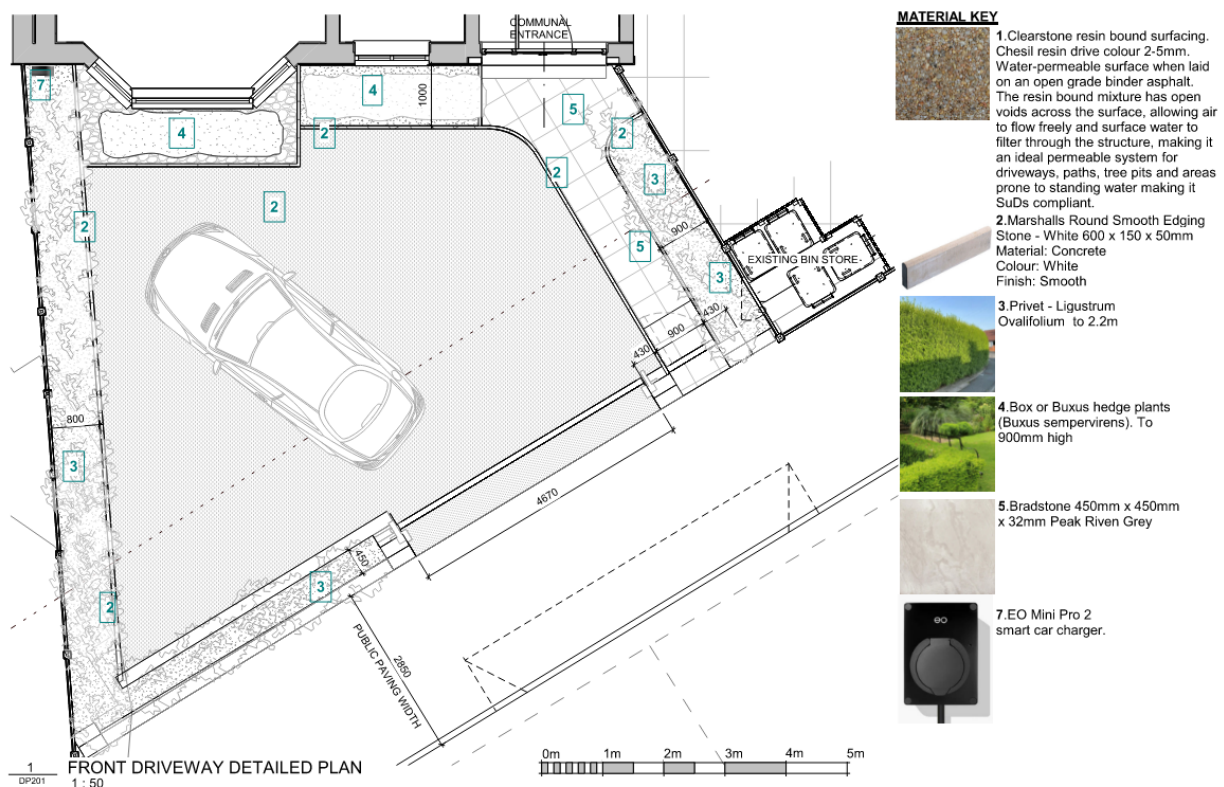 COMMUNAL
ENTRANCE
7
4
4
1000
5
2
2
2
3
2
2
900
5
EXISTING BIN STORE
3
430
900
430
800
3
4670
450
3
2
2850
PUBLIC PAVING WIDTH
0m 1m 2m 3m 4m 5m
1
DP201
FRONT DRIVEWAY DETAILED PLAN
1 : 50
MATERIAL KEY
1.Clearstone resin bound surfacing.
Chesil resin drive colour 2-5mm.
Water-permeable surface when laid
on an open grade binder asphalt.
The resin bound mixture has open
voids across the surface, allowing air
to flow freely and surface water to
filter through the structure, making it
an ideal permeable system for
driveways, paths, tree pits and areas
prone to standing water making it
SuDs compliant.
2.Marshalls Round Smooth Edging
Stone - White 600 x 150 x 50mm
Material: Concrete
Colour: White
Finish: Smooth
3.Privet - Ligustrum
Ovalifolium to 2.2m
4.Box or Buxus hedge plants
(Buxus sempervirens). To
900mm high
5.Bradstone 450mm x 450mm
x 32mm Peak Riven Grey
eo
7.EO Mini Pro 2
smart car charger.